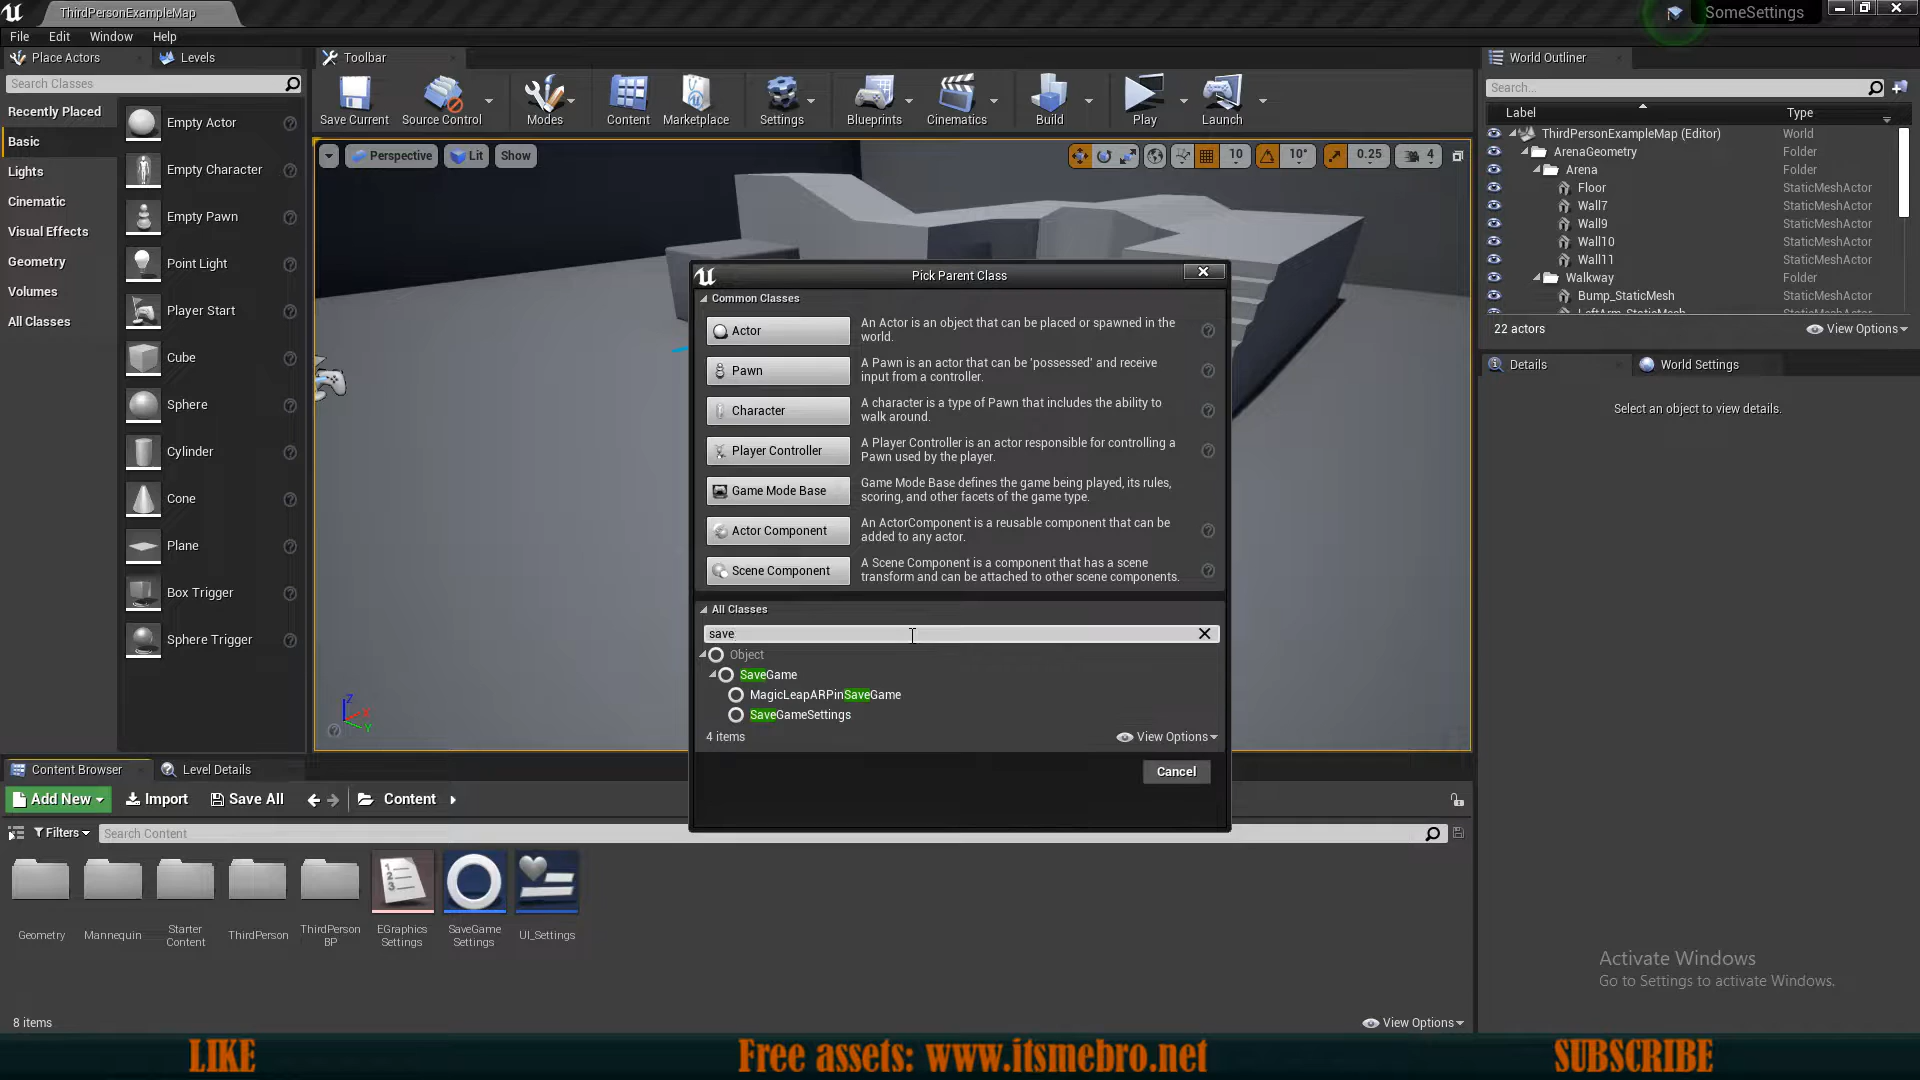 ThirdPersonExampleMap
SomeSettings
File Edit Window Help
Place Actors Levels
Search Classes
Recently Placed
Basic
Lights
Cinematic
Visual Effects
Geometry
Volumes
All Classes
Empty Actor
Empty Character
Empty Pawn
Point Light
Player Start
Cube
Sphere
Cylinder
Cone
Plane
Box Trigger
Sphere Trigger
Toolbar
Save Current Source Control Modes Content Marketplace Settings Blueprints Cinematics Build Play Launch
Perspective Lit Show
10 10° 0.25 4
World Outliner
Search...
Label Type
ThirdPersonExampleMap (Editor) World
ArenaGeometry Folder
Arena Folder
Floor StaticMeshActor
Wall7 StaticMeshActor
Wall9 StaticMeshActor
Wall10 StaticMeshActor
Wall11 StaticMeshActor
Walkway Folder
Bump_StaticMesh StaticMeshActor
LeftArm_StaticMesh StaticMeshActor
22 actors View Options
Details World Settings
Select an object to view details.
Pick Parent Class
Common Classes
Actor
An Actor is an object that can be placed or spawned in the
world.
Pawn
A Pawn is an actor that can be 'possessed' and receive
input from a controller.
Character
A character is a type of Pawn that includes the ability to
walk around.
Player Controller
A Player Controller is an actor responsible for controlling a
Pawn used by the player.
Game Mode Base
Game Mode Base defines the game being played, its rules,
scoring, and other facets of the game type.
Actor Component
An ActorComponent is a reusable component that can be
added to any actor.
Scene Component
A Scene Component is a component that has a scene
transform and can be attached to other scene components.
All Classes
save
Object
SaveGame
MagicLeapARPinSaveGame
SaveGameSettings
4 items View Options
Cancel
Z X Y
Content Browser Level Details
Add New Import Save All Content
Filters Search Content
Geometry
Mannequin
Starter
Content
ThirdPerson
ThirdPerson
BP
1
2
3
EGraphics
Settings
SaveGame
Settings
UI_Settings
8 items View Options
Activate Windows
Go to Settings to activate Windows.
LIKE Free assets: www.itsmebro.net SUBSCRIBE